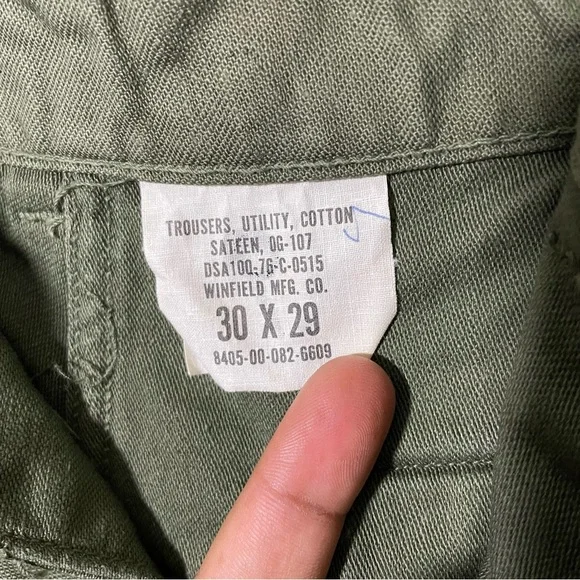 TROUSERS, UTILITY, COTTON
SATEEN, OG-107
DSA100-76-C-0515
WINFIELD MFG. CO.
30 X 29
8405-00-082-6609